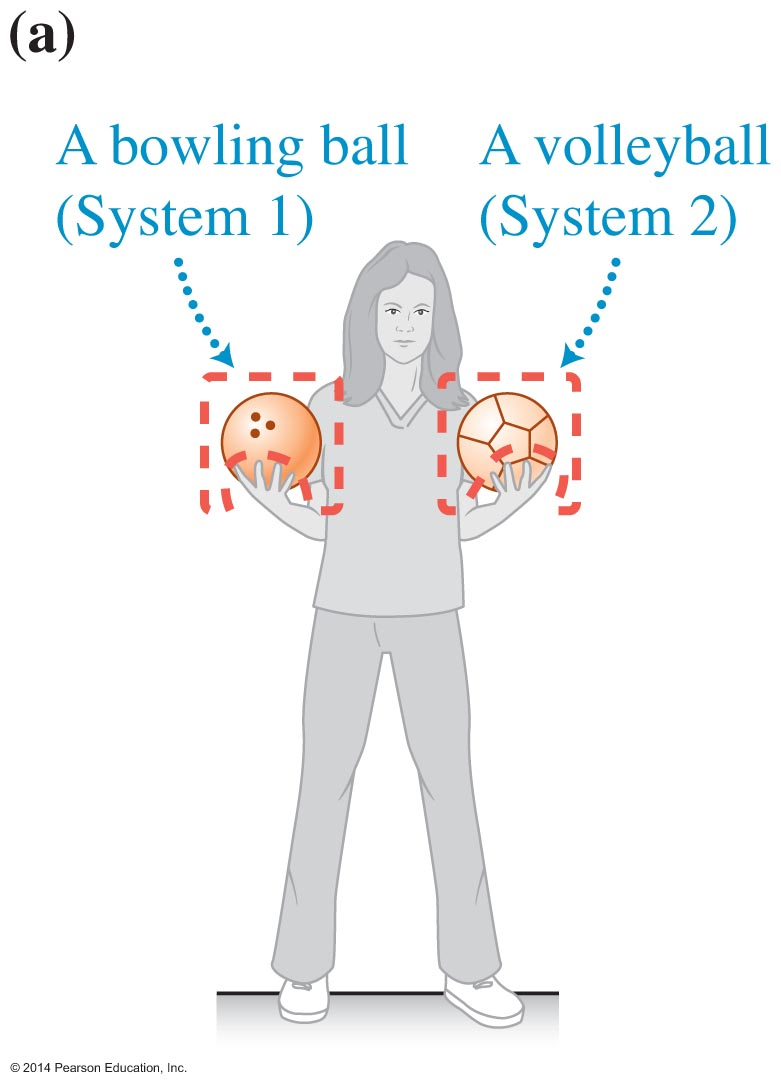 (a)
A bowling ball
(System 1)
A volleyball
(System 2)
© 2014 Pearson Education, Inc.